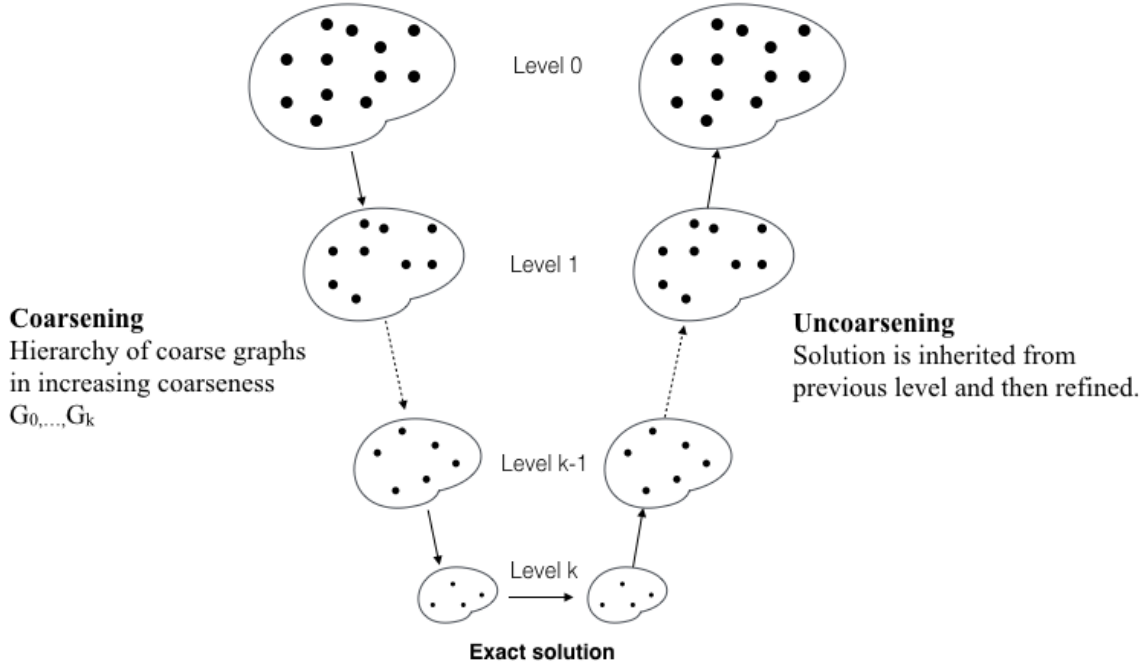 Level 0
Level 1
Coarsening
Hierarchy of coarse graphs
in increasing coarseness
G0,...,Gk
Uncoarsening
Solution is inherited from
previous level and then refined.
Level k-1
Level k
Exact solution